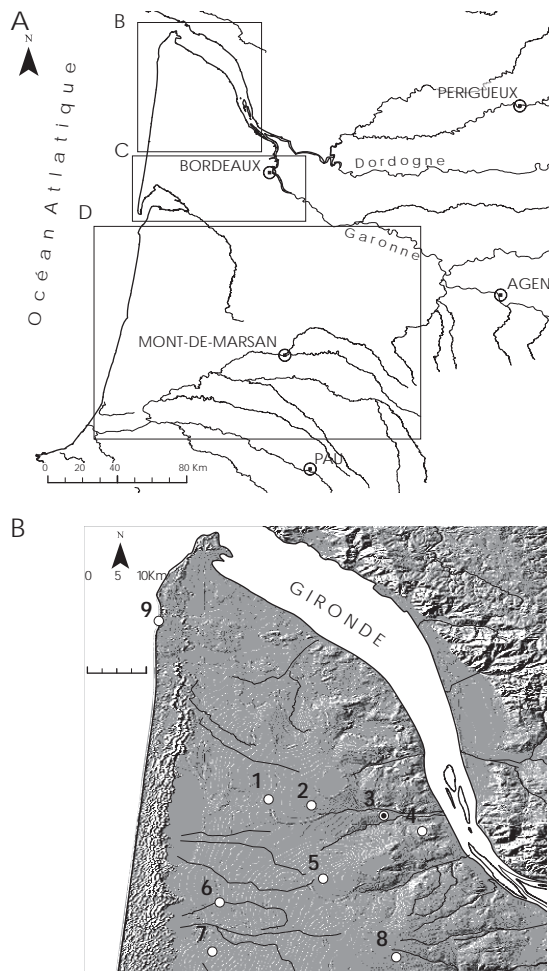 A
B
N
Océan Atlantique
PERIGUEUX
C
BORDEAUX
Dordogne
D
Garonne
AGEN
MONT-DE-MARSAN
PAU
0 20 40 80 Km
B
N
0 5 10Km
GIRONDE
9
1
2
3
4
5
6
7
8